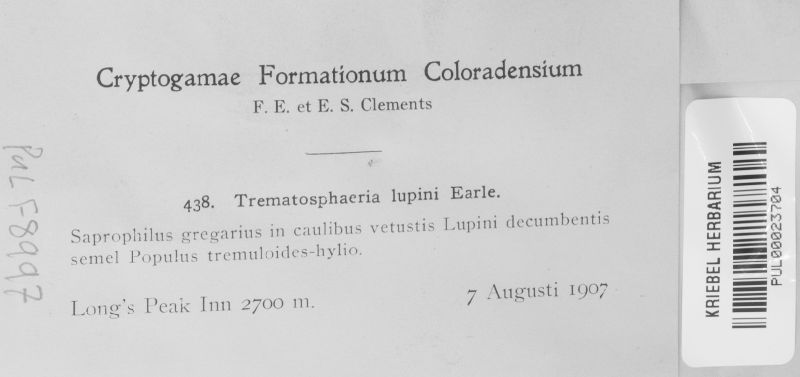 Cryptogamae Formationum Coloradensium
F. E. et E. S. Clements
438. Trematosphaeria lupini Earle.
Saprophilus gregarius in caulibus vetustis Lupini decumbentis
semel Populus tremuloides-hylio.
Long's Peak Inn 2700 m. 7 Augusti 1907
PUL F8997
KRIEBEL HERBARIUM
PUL00023704